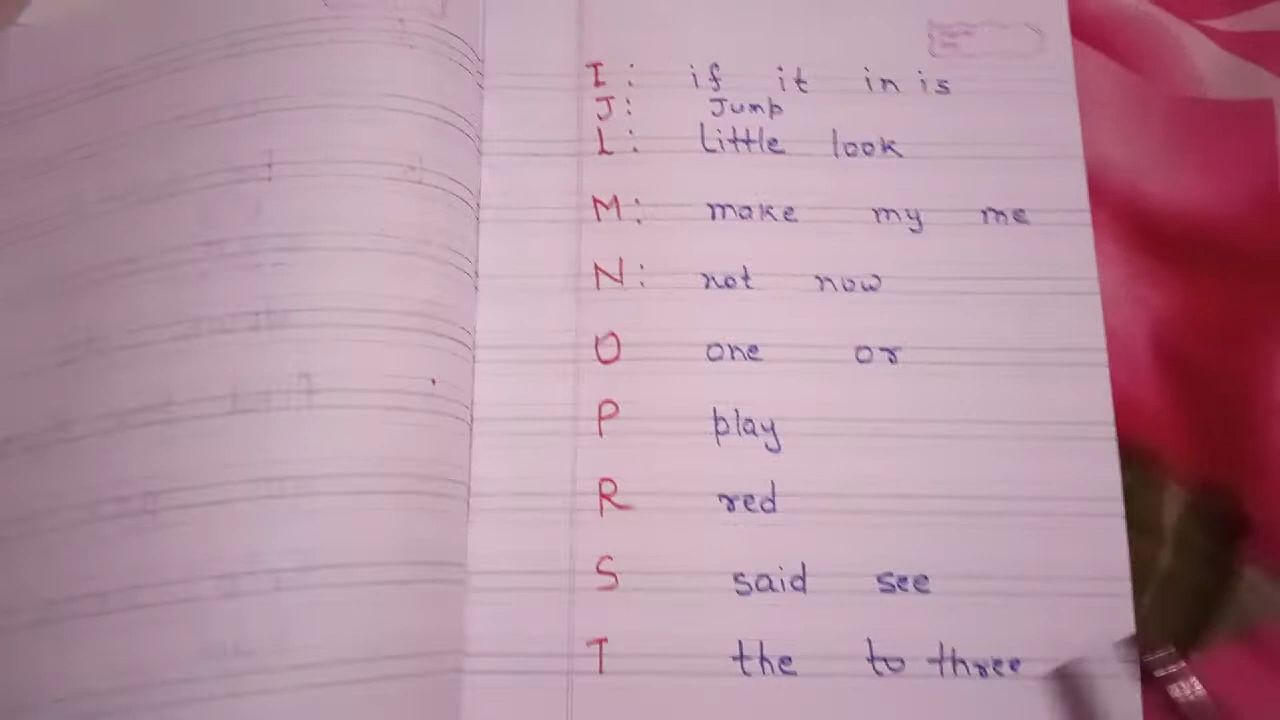 I: if it in is
J: Jump
L: little look
M: make my me
N: not now
O one or
P play
R red
S said see
T the to three